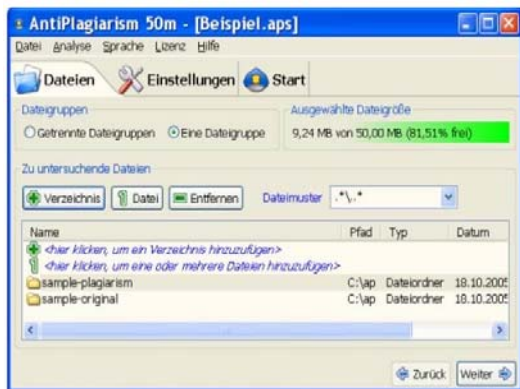 AntiPlagiarism 50m - [Beispiel.aps]
Datei Analyse Sprache Lizenz Hilfe
Dateien Einstellungen Start
Dateigruppen Ausgewählte Dateigröße
Getrennte Dateigruppen Eine Dateigruppe 9,24 MB von 50,00 MB (81,51% frei)
Zu untersuchende Dateien
Verzeichnis Datei Entfernen Dateimuster .*\..*
Name Pfad Typ Datum
<hier klicken, um ein Verzeichnis hinzuzufügen>
<hier klicken, um eine oder mehrere Dateien hinzuzufügen>
sample-plagiarism C:\ap Dateiordner 18.10.2005
sample-original C:\ap Dateiordner 18.10.2005
Zurück Weiter